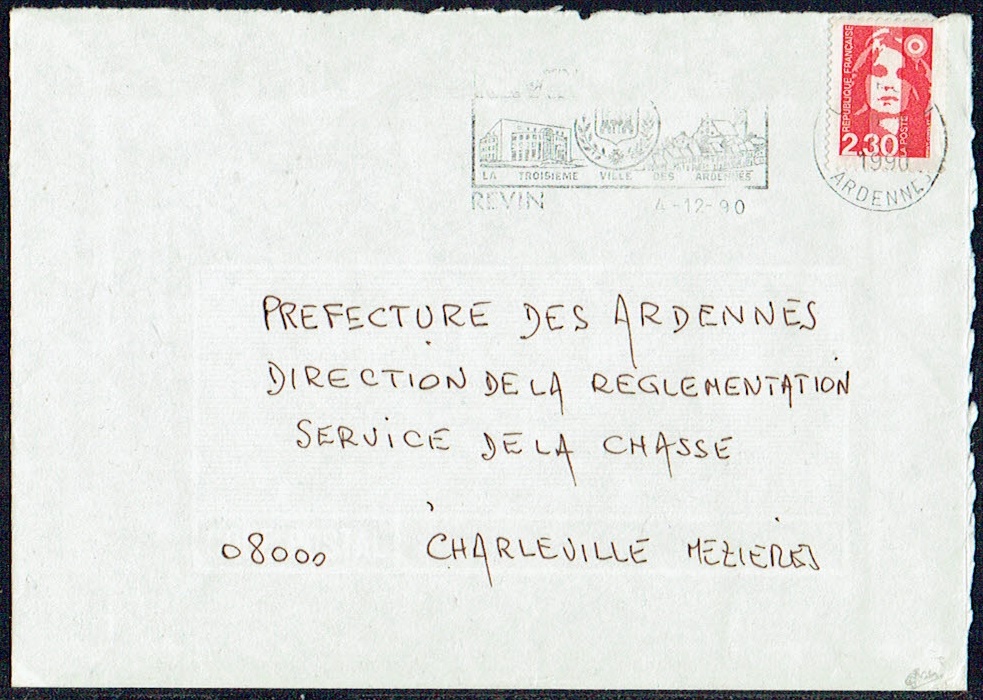 RÉPUBLIQUE FRANÇAISE
LA POSTE
2.30
1990
ARDENNES
LA TROISIEME VILLE DES ARDENNES
REVIN 4-12-90
PREFECTURE DES ARDENNES
DIRECTION DE LA REGLEMENTATION
SERVICE DE LA CHASSE
08000 CHARLEVILLE MEZIERES